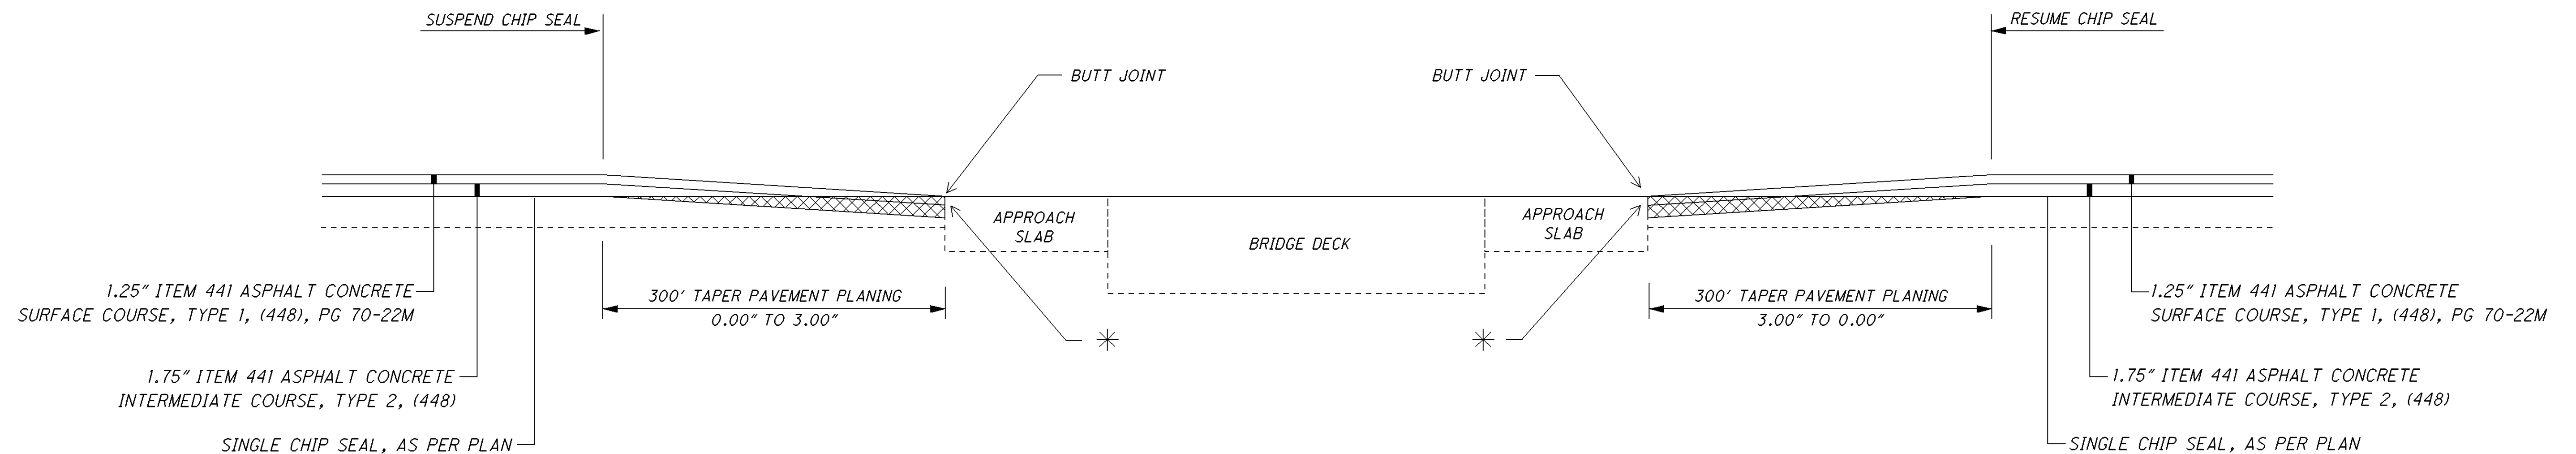 SUSPEND CHIP SEAL
RESUME CHIP SEAL
BUTT JOINT
BUTT JOINT
APPROACH
SLAB
BRIDGE DECK
APPROACH
SLAB
1.25" ITEM 441 ASPHALT CONCRETE
SURFACE COURSE, TYPE 1, (448), PG 70-22M
300' TAPER PAVEMENT PLANING
0.00" TO 3.00"
300' TAPER PAVEMENT PLANING
3.00" TO 0.00"
1.25" ITEM 441 ASPHALT CONCRETE
SURFACE COURSE, TYPE 1, (448), PG 70-22M
1.75" ITEM 441 ASPHALT CONCRETE
INTERMEDIATE COURSE, TYPE 2, (448)
1.75" ITEM 441 ASPHALT CONCRETE
INTERMEDIATE COURSE, TYPE 2, (448)
SINGLE CHIP SEAL, AS PER PLAN
SINGLE CHIP SEAL, AS PER PLAN